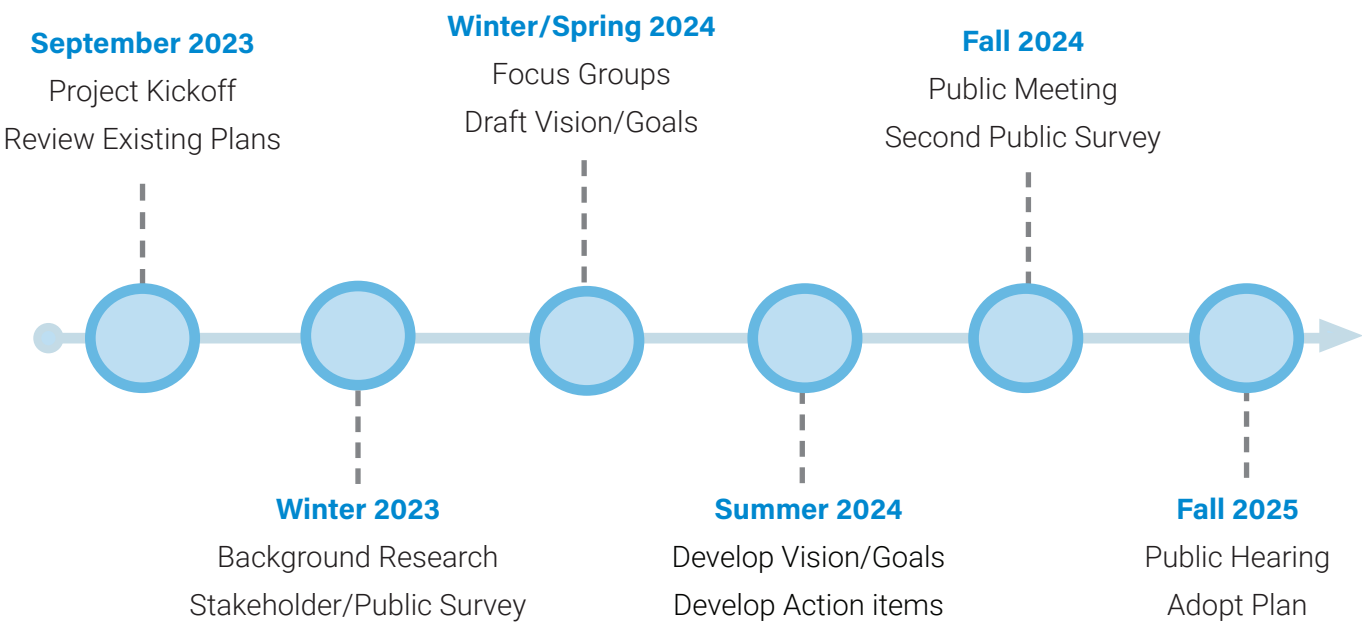 September 2023
Project Kickoff
Review Existing Plans
Winter 2023
Background Research
Stakeholder/Public Survey
Winter/Spring 2024
Focus Groups
Draft Vision/Goals
Summer 2024
Develop Vision/Goals
Develop Action items
Fall 2024
Public Meeting
Second Public Survey
Fall 2025
Public Hearing
Adopt Plan